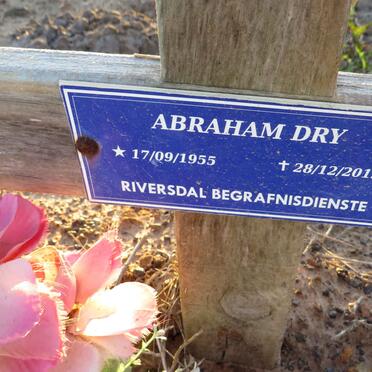 ABRAHAM DRY
★ 17/09/1955 ✝ 28/12/201
RIVERSDAL BEGRAFNISDIENSTE